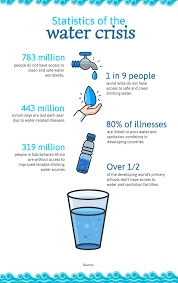 Statistics of the
water crisis
783 million
people do not have access to
clean and safe water
worldwide.
1 in 9 people
world wide do not have
access to safe and clean
drinking water.
443 million
school days are lost each year
due to water-related diseases.
80% of illnesses
are linked to poor water and
sanitation conditions in
developing countries.
319 million
people in Sub-Saharan Africa
are without access to
improved reliable drinking
water sources.
Over 1/2
of the developing world's primary
schools don't have access to
water and sanitation facilities.